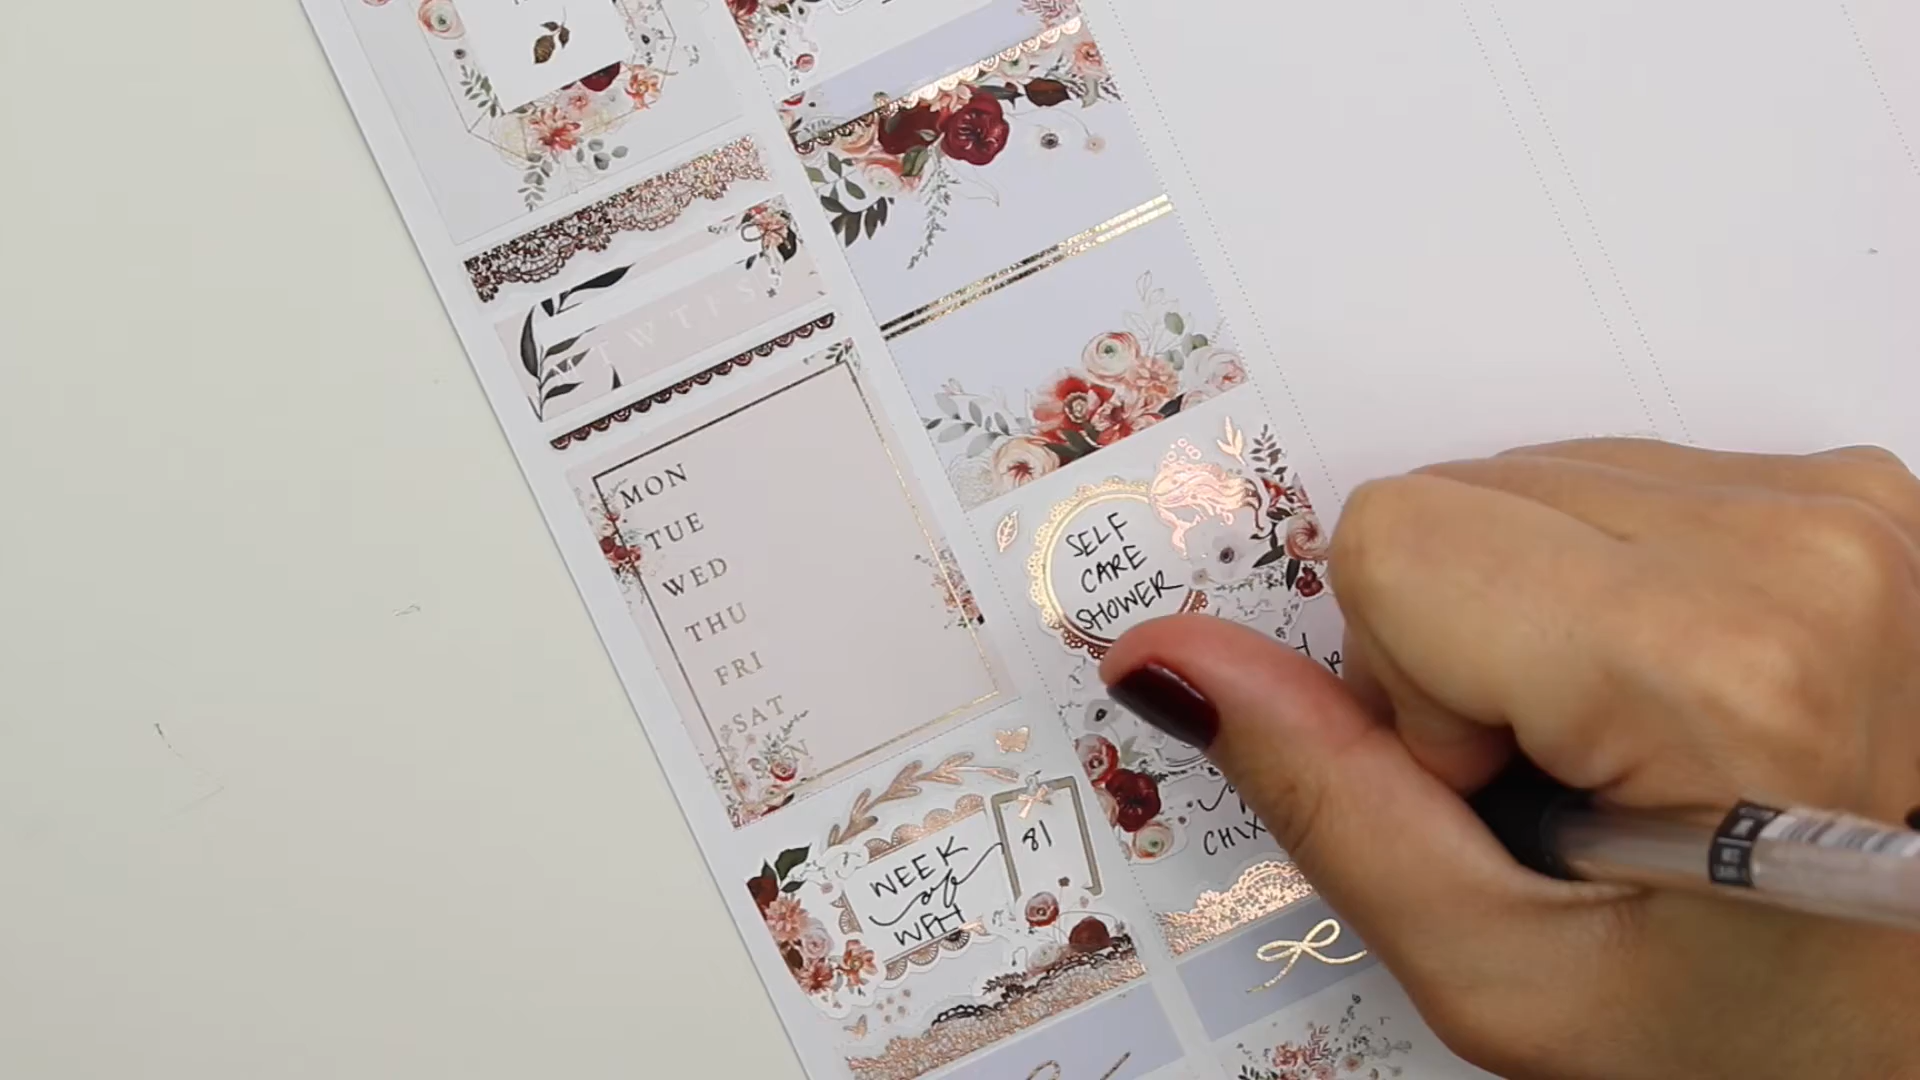 T W T F S
MON
TUE
WED
THU
FRI
SAT
SELF
CARE
SHOWER
WEEK
of
WFH
81